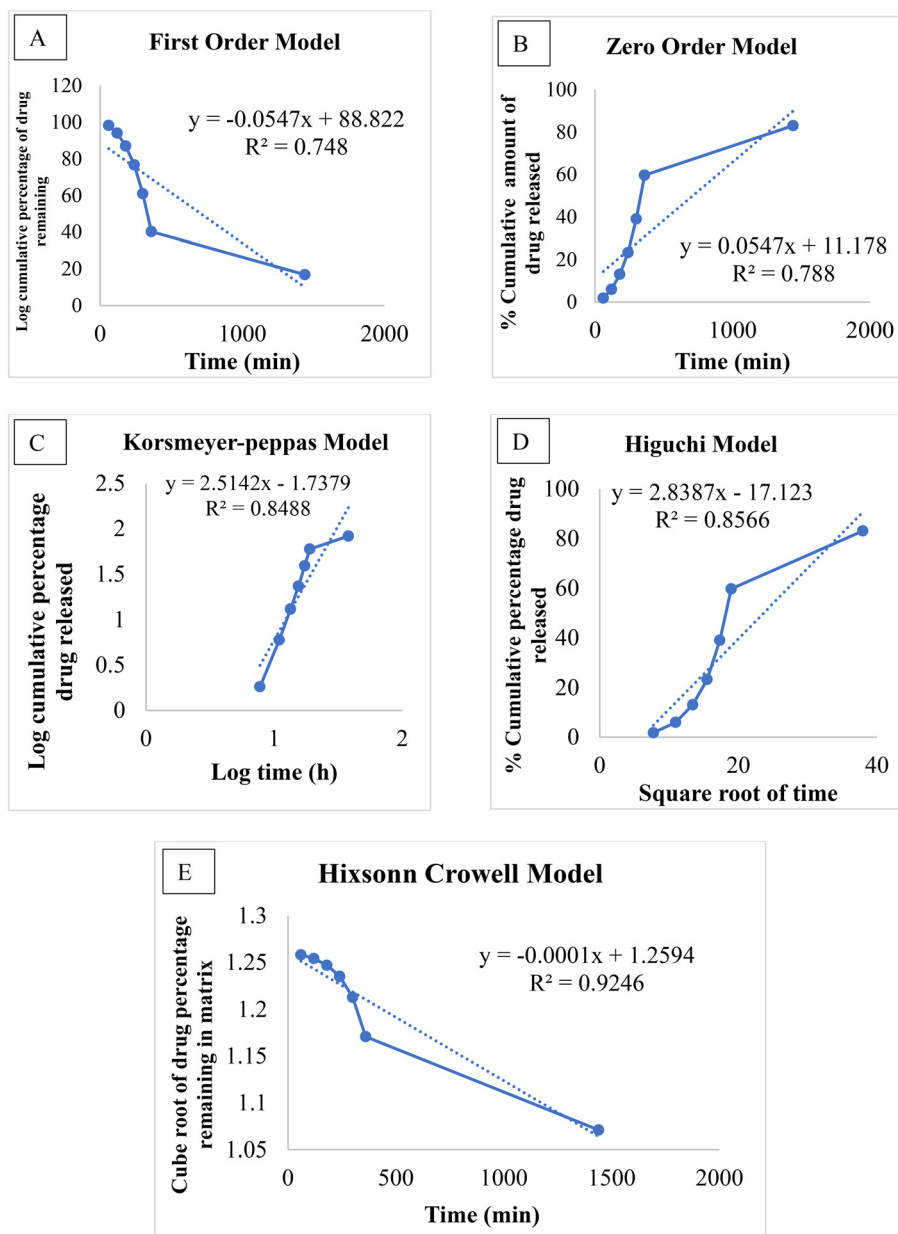 A
First Order Model
Log cumulative percentage of drug
remaining
120
100
80
60
40
20
0
y = -0.0547x + 88.822
R² = 0.748
0
1000
2000
Time (min)
B
Zero Order Model
% Cumulative amount of
drug released
100
80
60
40
20
0
y = 0.0547x + 11.178
R² = 0.788
0
1000
2000
Time (min)
C
Korsmeyer-peppas Model
Log cumulative percentage
drug released
2.5
2
1.5
1
0.5
0
y = 2.5142x - 1.7379
R² = 0.8488
0
1
2
Log time (h)
D
Higuchi Model
% Cumulative percentage drug
released
100
80
60
40
20
0
y = 2.8387x - 17.123
R² = 0.8566
0
20
40
Square root of time
E
Hixsonn Crowell Model
Cube root of drug percentage
remaining in matrix
1.3
1.25
1.2
1.15
1.1
1.05
y = -0.0001x + 1.2594
R² = 0.9246
0
500
1000
1500
2000
Time (min)